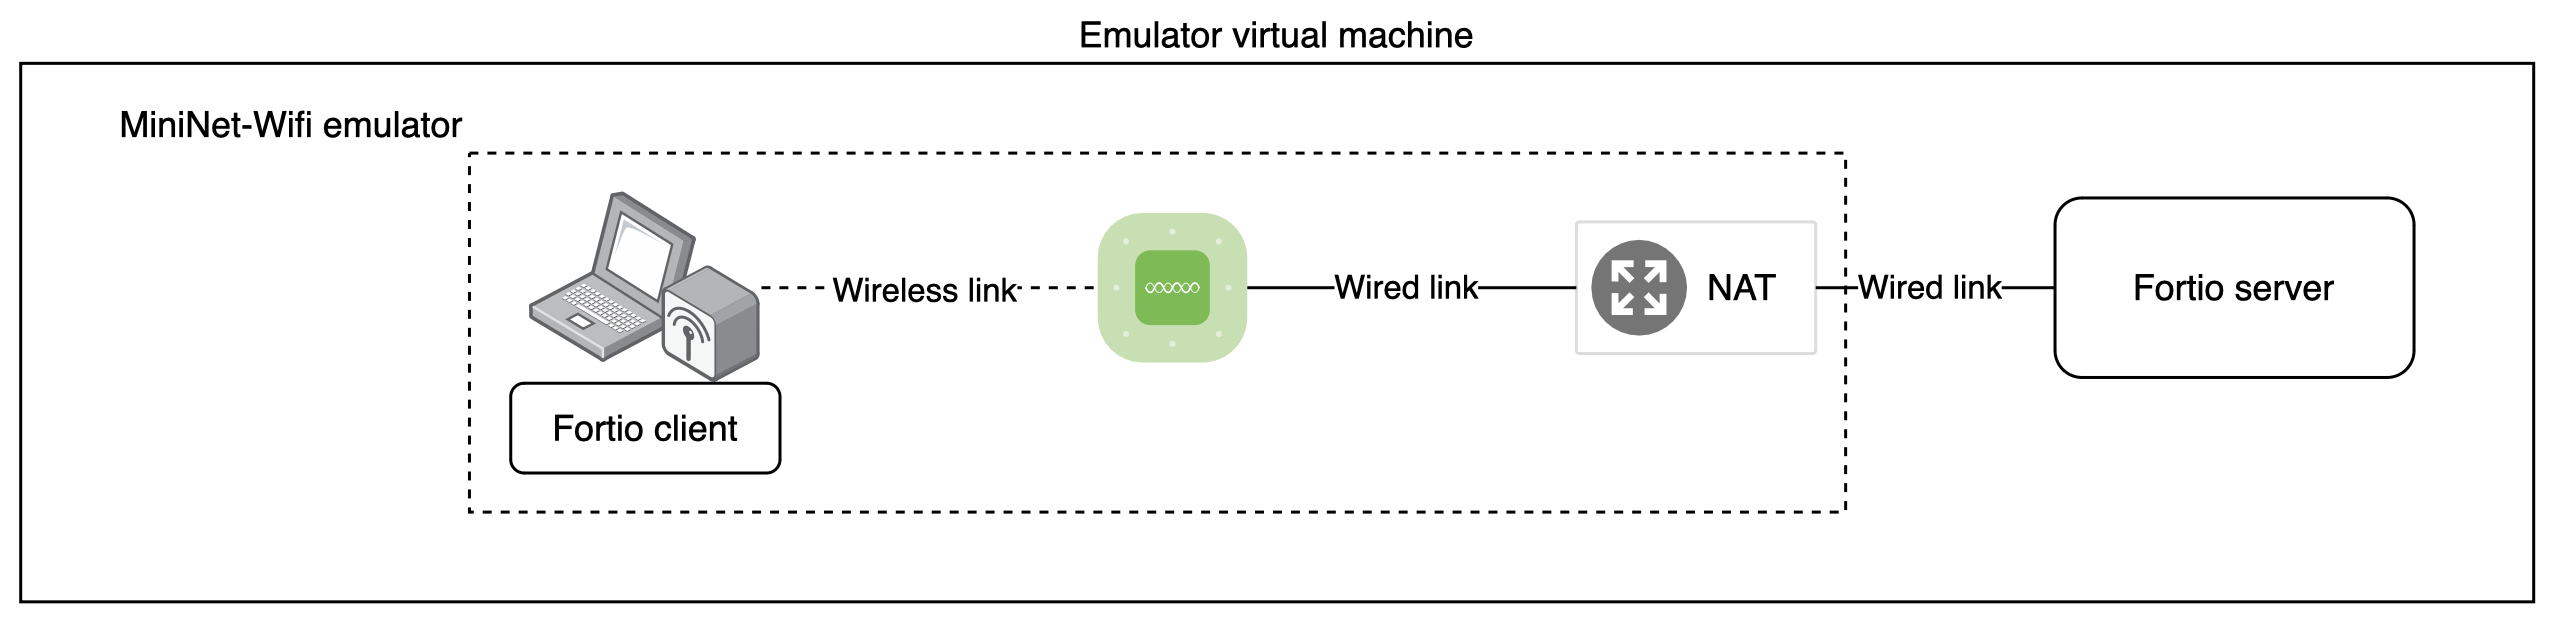 Emulator virtual machine
MiniNet-Wifi emulator
Wireless link
Wired link
NAT
Wired link
Fortio server
Fortio client